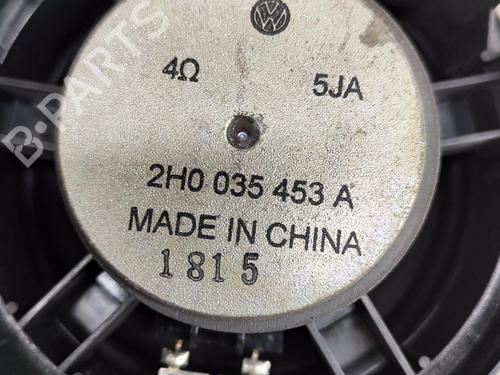 B-PARTS
4Ω 5JA
2H0 035 453 A
MADE IN CHINA
1815